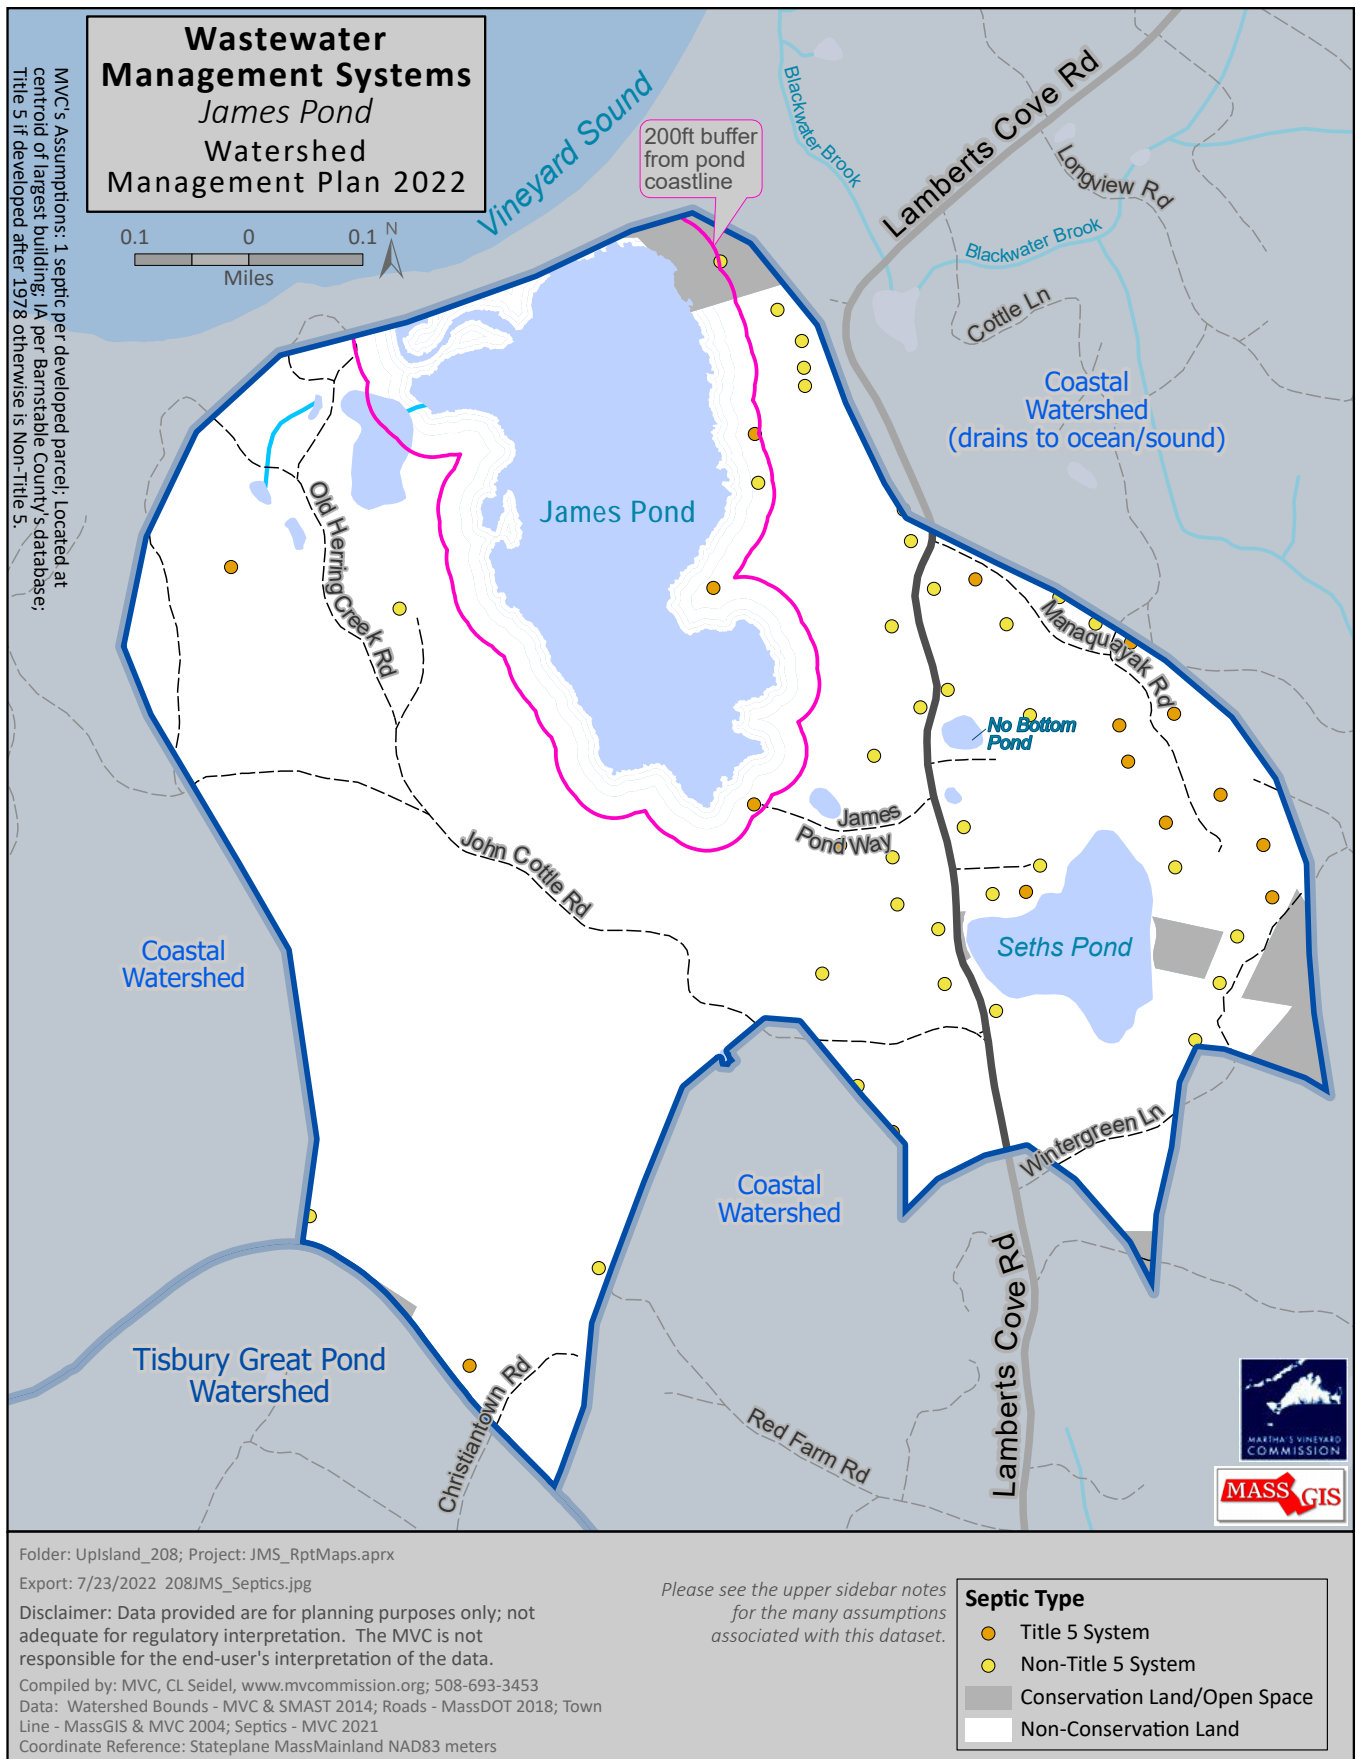 Wastewater
Management Systems
James Pond
Watershed
Management Plan 2022
MVC's Assumptions: 1 septic per developed parcel; Located at
centroid of largest building; IA per Barnstable County's database;
Title 5 if developed after 1978 otherwise is Non-Title 5.
0.1 0 0.1
Miles
N
Vineyard Sound
200ft buffer
from pond
coastline
Blackwater Brook
Lamberts Cove Rd
Longview Rd
Blackwater Brook
Cottle Ln
Coastal
Watershed
(drains to ocean/sound)
James Pond
Old Herring Creek Rd
Manaquayak Rd
No Bottom
Pond
James
Pond Way
John Cottle Rd
Seths Pond
Coastal
Watershed
Wintergreen Ln
Coastal
Watershed
Lamberts Cove Rd
Tisbury Great Pond
Watershed
Christiantown Rd
Red Farm Rd
MARTHA'S VINEYARD
COMMISSION
MASS GIS
Folder: UpIsland_208; Project: JMS_RptMaps.aprx
Export: 7/23/2022 208JMS_Septics.jpg
Disclaimer: Data provided are for planning purposes only; not
adequate for regulatory interpretation. The MVC is not
responsible for the end-user's interpretation of the data.
Compiled by: MVC, CL Seidel, www.mvcommission.org; 508-693-3453
Data: Watershed Bounds - MVC & SMAST 2014; Roads - MassDOT 2018; Town
Line - MassGIS & MVC 2004; Septics - MVC 2021
Coordinate Reference: Stateplane MassMainland NAD83 meters
Please see the upper sidebar notes
for the many assumptions
associated with this dataset.
Septic Type
Title 5 System
Non-Title 5 System
Conservation Land/Open Space
Non-Conservation Land